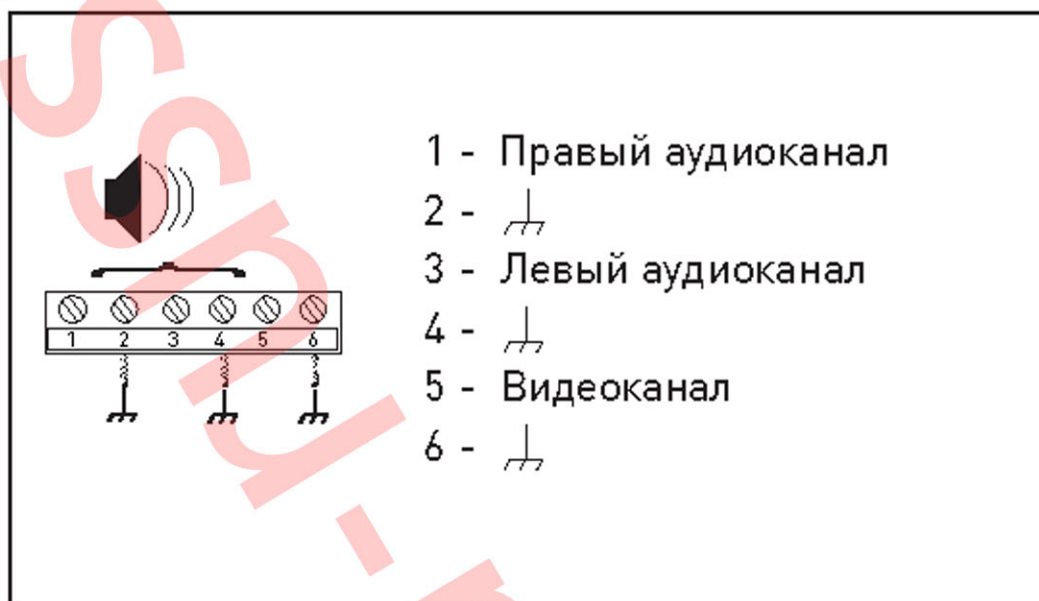 1 - Правый аудиоканал
2 -
3 - Левый аудиоканал
4 -
5 - Видеоканал
6 -
1 2 3 4 5 6